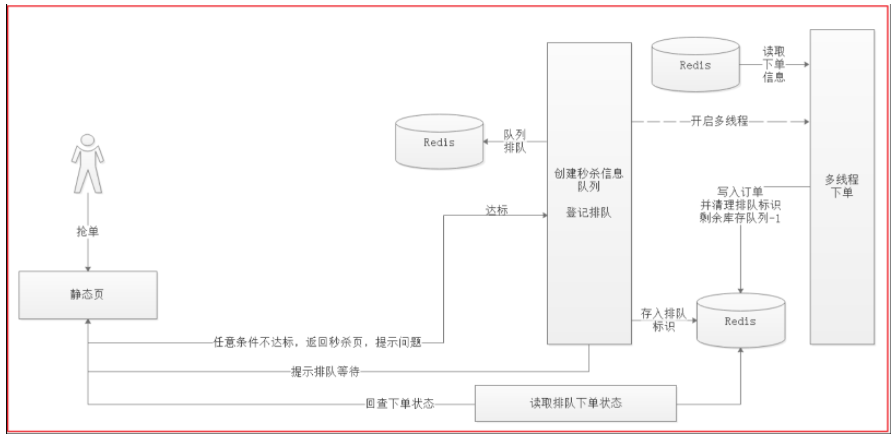 抢单
静态页
Redis
队列
排队
创建秒杀信息
队列
登记排队
达标
任意条件不达标，返回秒杀页，提示问题
提示排队等待
回查下单状态
读取排队下单状态
Redis
读取
下单
信息
开启多线程
多线程
下单
写入订单
并清理排队标识
剩余库存队列-1
存入排队
标识
Redis